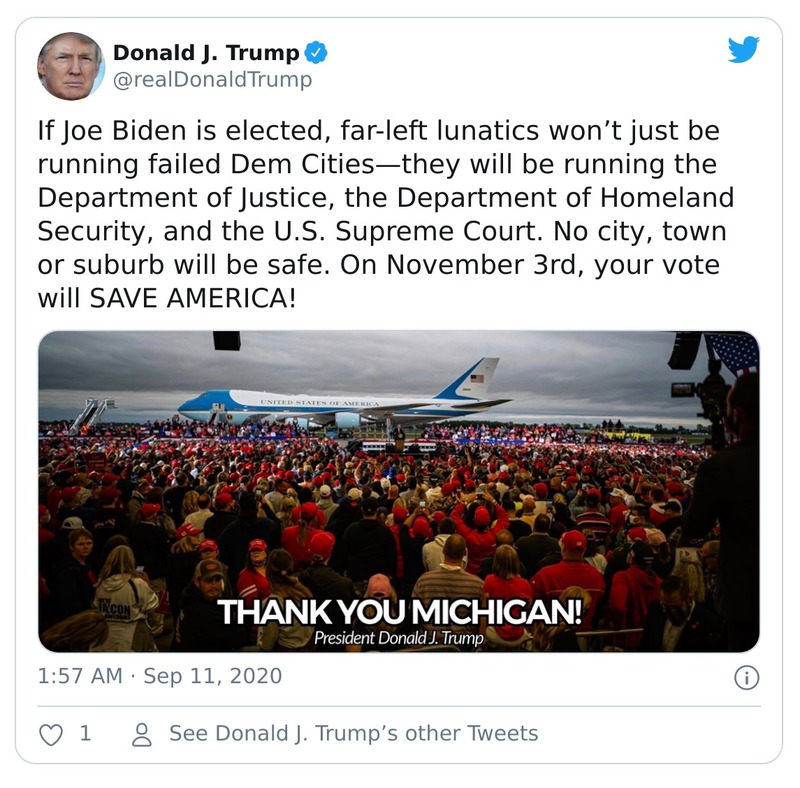 Donald J. Trump
@realDonaldTrump
If Joe Biden is elected, far-left lunatics won’t just be
running failed Dem Cities—they will be running the
Department of Justice, the Department of Homeland
Security, and the U.S. Supreme Court. No city, town
or suburb will be safe. On November 3rd, your vote
will SAVE AMERICA!
UNITED STATES OF AMERICA
THANK YOU MICHIGAN!
President Donald J. Trump
1:57 AM · Sep 11, 2020
1
See Donald J. Trump’s other Tweets